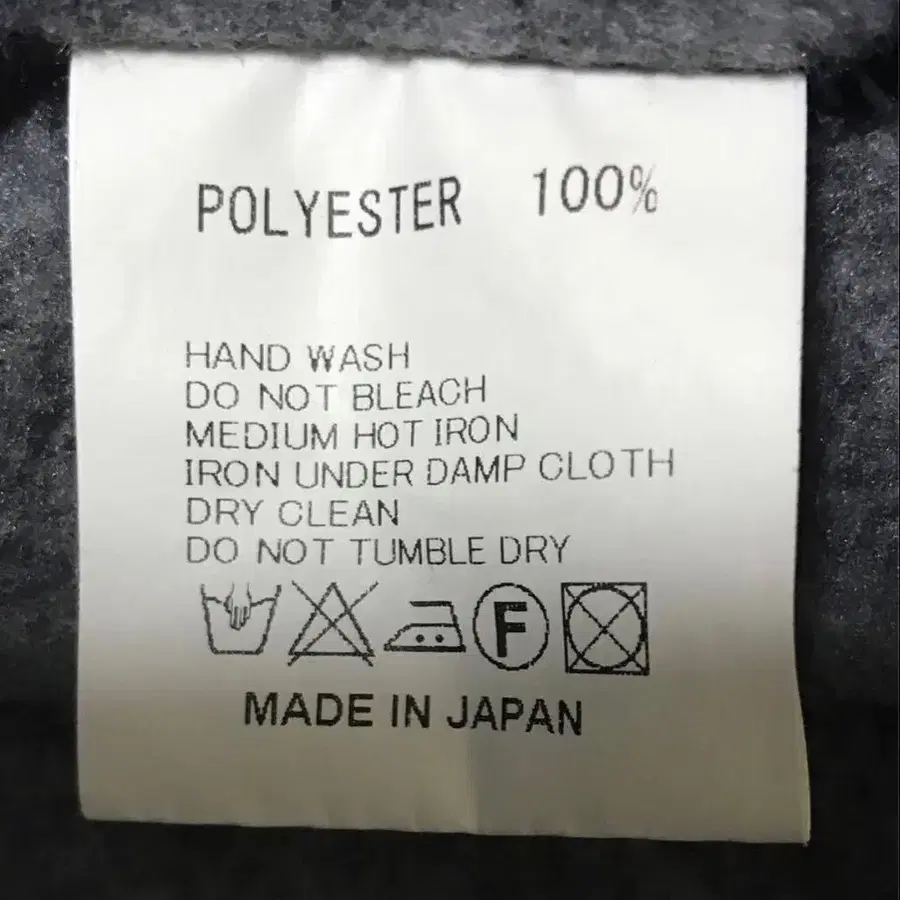 POLYESTER 100%
HAND WASH
DO NOT BLEACH
MEDIUM HOT IRON
IRON UNDER DAMP CLOTH
DRY CLEAN
DO NOT TUMBLE DRY
F
MADE IN JAPAN